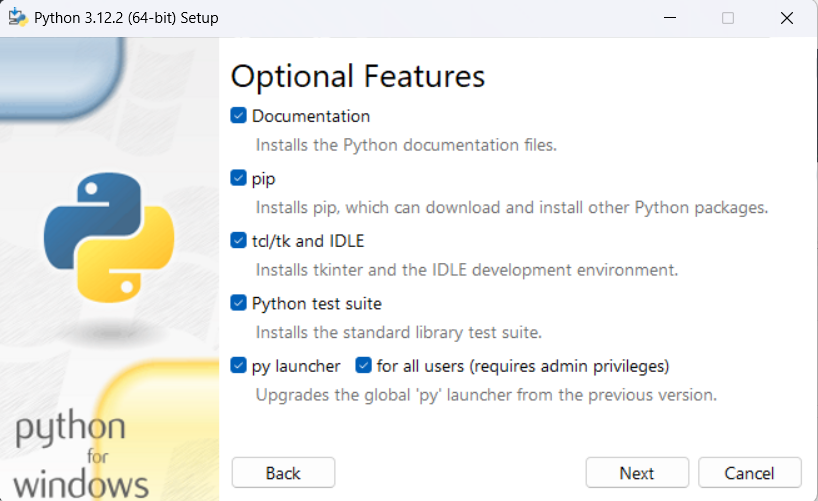 Python 3.12.2 (64-bit) Setup
Optional Features
Documentation
Installs the Python documentation files.
pip
Installs pip, which can download and install other Python packages.
tcl/tk and IDLE
Installs tkinter and the IDLE development environment.
Python test suite
Installs the standard library test suite.
py launcher for all users (requires admin privileges)
Upgrades the global 'py' launcher from the previous version.
python
for
windows
Back Next Cancel